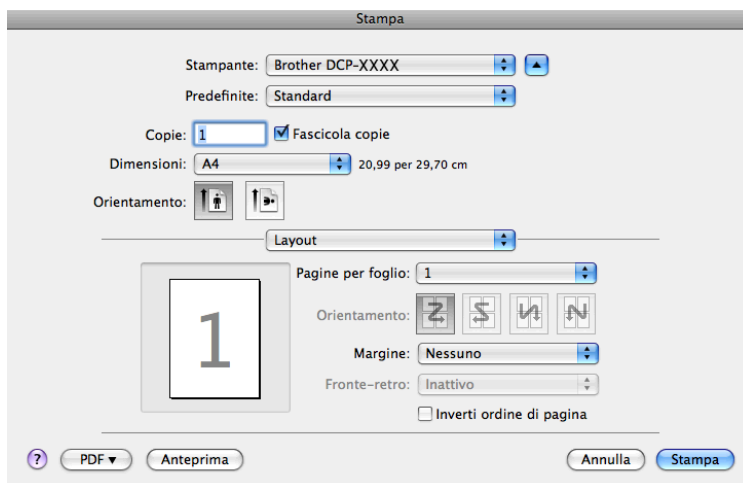 Stampa
Stampante: Brother DCP-XXXX
Predefinite: Standard
Copie: 1 Fascicola copie
Dimensioni: A4 20,99 per 29,70 cm
Orientamento:
Layout
Pagine per foglio: 1
Orientamento:
1
Margine: Nessuno
Fronte-retro: Inattivo
Inverti ordine di pagina
? PDF▼ Anteprima Annulla Stampa